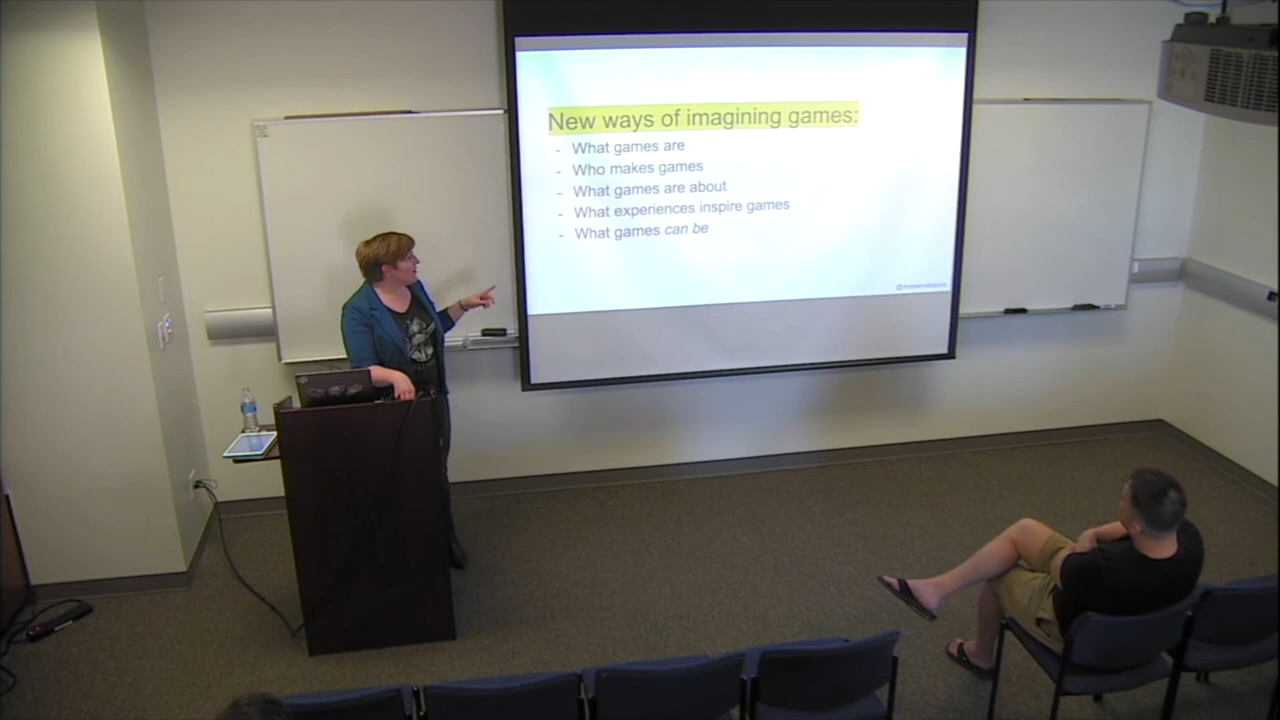 New ways of imagining games:
- What games are
- Who makes games
- What games are about
- What experiences inspire games
- What games can be